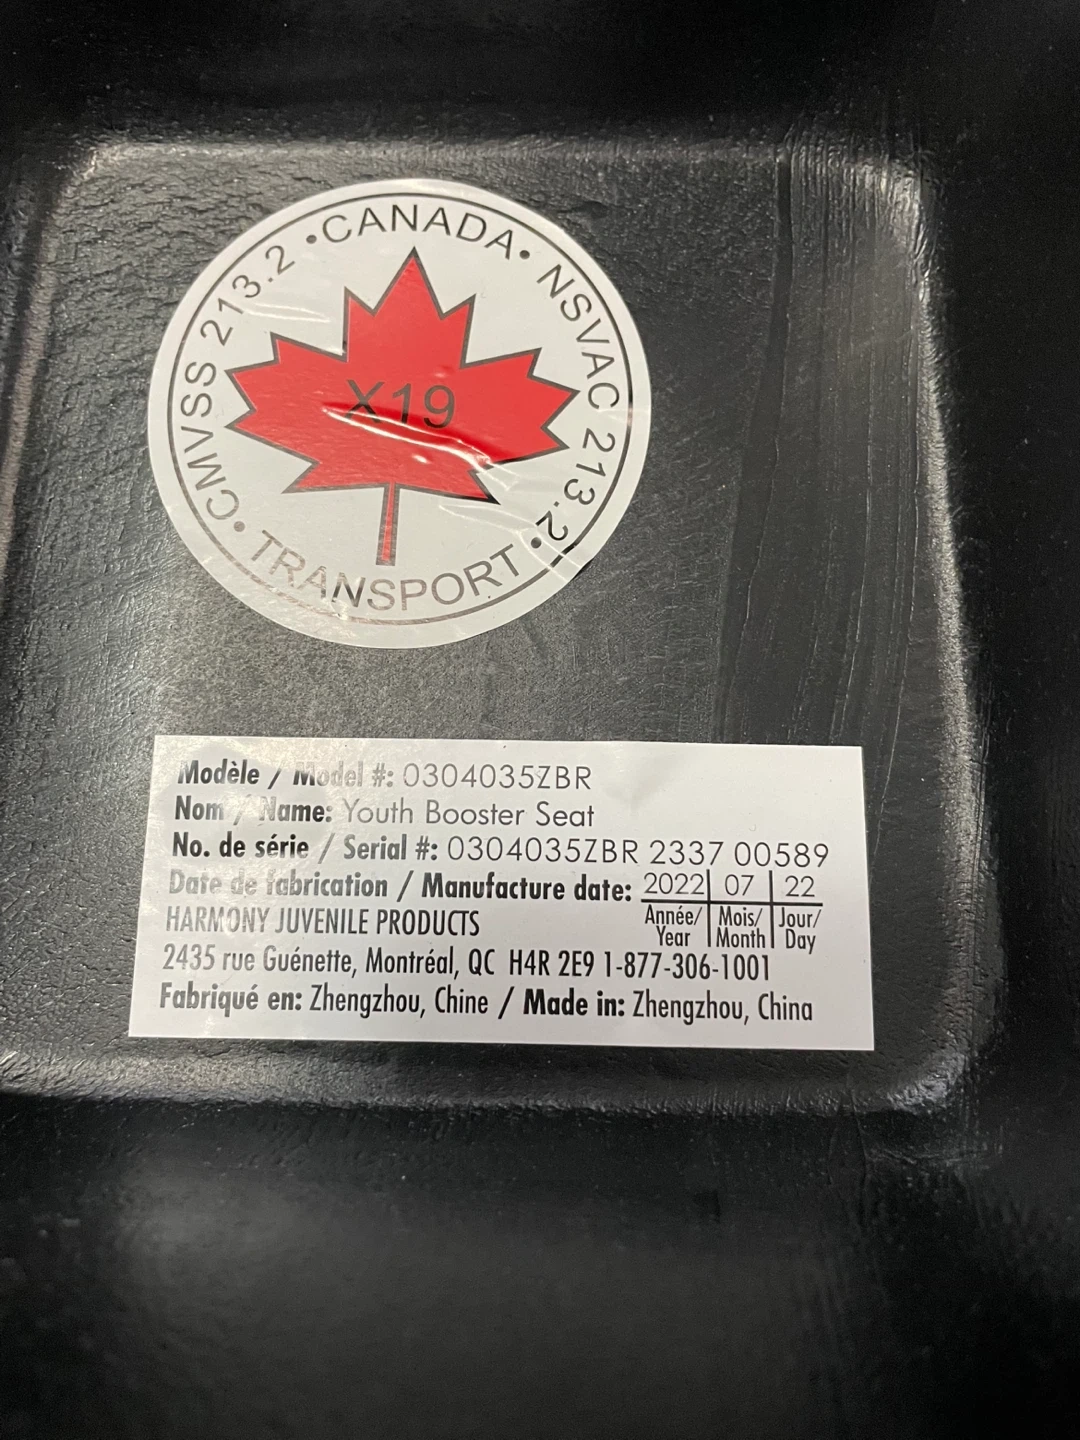 •CANADA• NSVAC 213.2 • TRANSPORT • CMVSS 213.2
X19
Modèle / Model #: 0304035ZBR
Nom / Name: Youth Booster Seat
No. de série / Serial #: 0304035ZBR 2337 00589
Date de fabrication / Manufacture date: 2022 07 22
HARMONY JUVENILE PRODUCTS Année/ Mois/ Jour/
Year Month Day
2435 rue Guénette, Montréal, QC H4R 2E9 1-877-306-1001
Fabriqué en: Zhengzhou, Chine / Made in: Zhengzhou, China